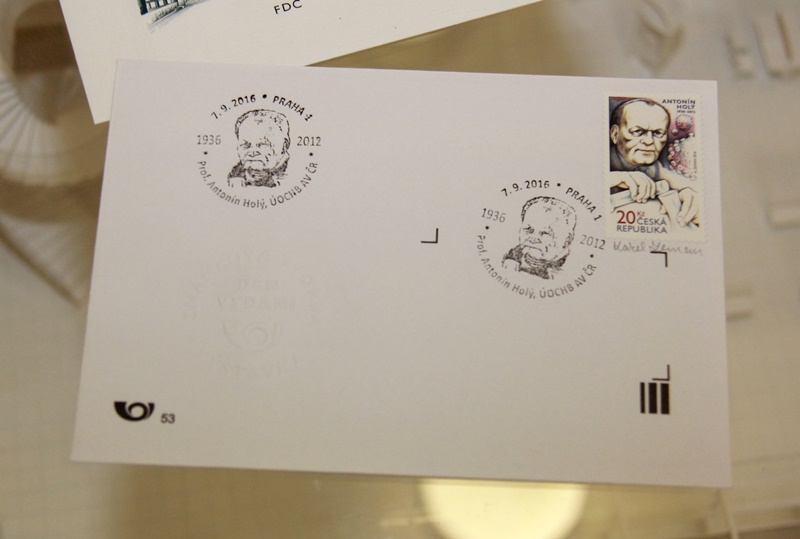 FDC
7.9.2016 • PRAHA 1
1936 2012
• Prof. Antonín Holý, ÚOCHB AV ČR •
ANTONÍN
HOLÝ
20 Kč
ČESKÁ
REPUBLIKA
7.9.2016 • PRAHA 1
1936 2012
• Prof. Antonín Holý, ÚOCHB AV ČR •
53